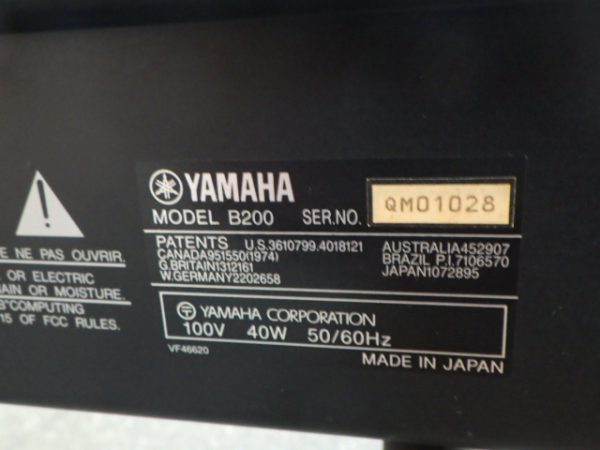 YAMAHA
MODEL B200 SER.NO. QM01028
PATENTS U.S.3610799.4018121
CANADA951550(1974)
G.BRITAIN1312161
W.GERMANY2202658
AUSTRALIA452907
BRAZIL P.I.7106570
JAPAN1072895
YAMAHA CORPORATION
100V 40W 50/60Hz
VF46620
MADE IN JAPAN
NE PAS OUVRIR.
OR ELECTRIC
OR MOISTURE.
COMPUTING
15 OF FCC RULES.